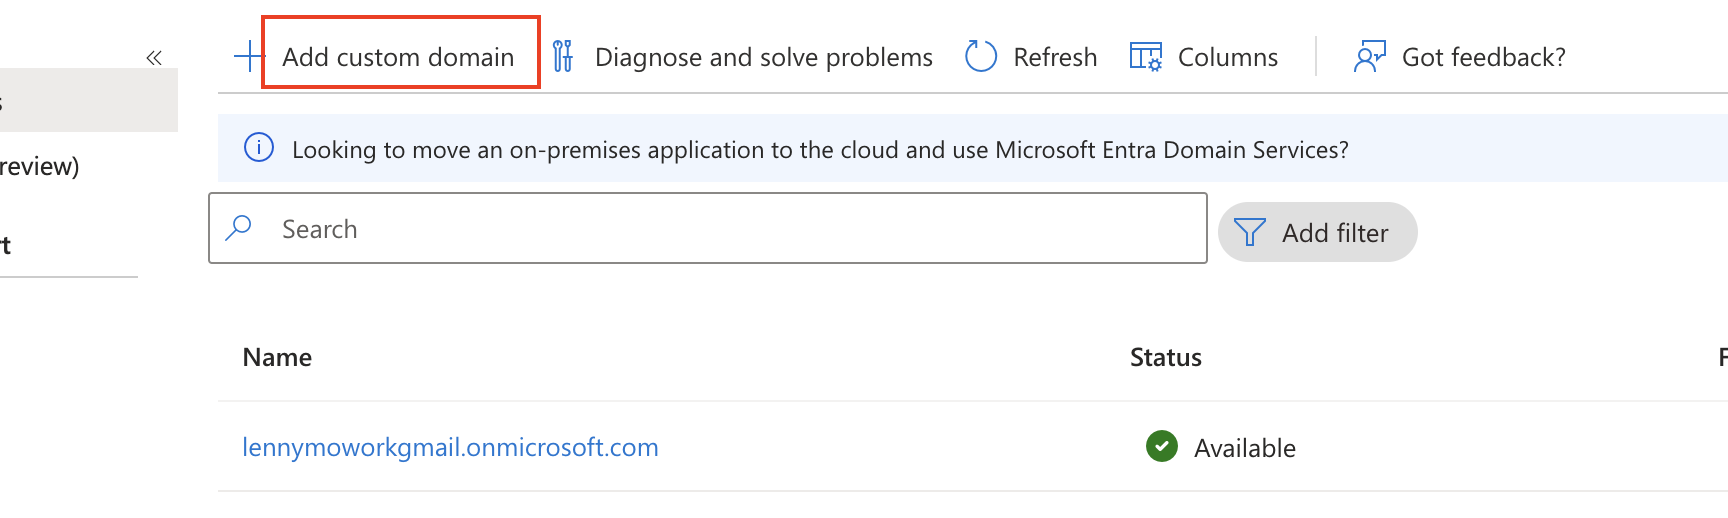 Add custom domain
Diagnose and solve problems
Refresh
Columns
Got feedback?
review)
Looking to move an on-premises application to the cloud and use Microsoft Entra Domain Services?
Search
Add filter
Name
Status
lennymoworkgmail.onmicrosoft.com
Available